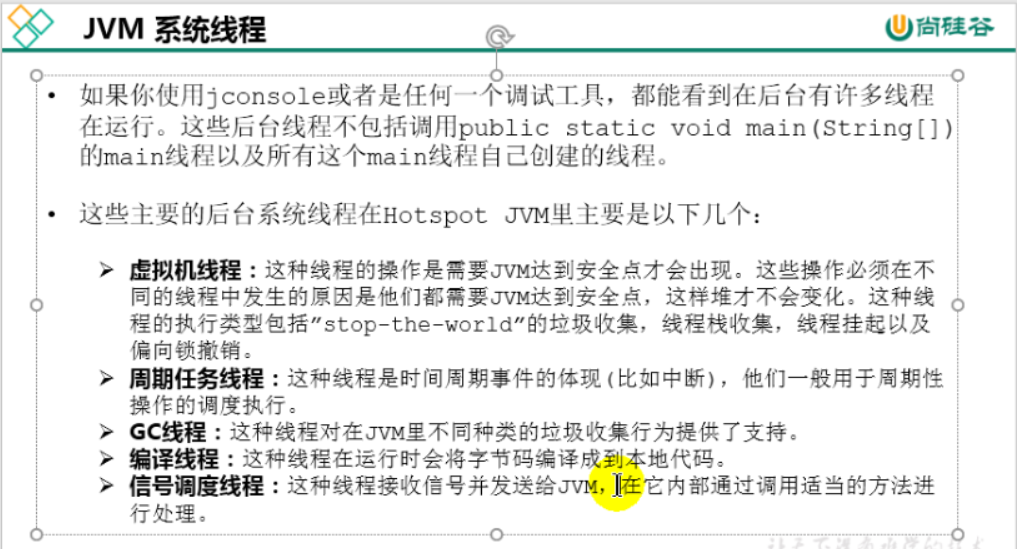 JVM 系统线程
尚硅谷
• 如果你使用jconsole或者是任何一个调试工具，都能看到在后台有许多线程
在运行。这些后台线程不包括调用public static void main(String[])
的main线程以及所有这个main线程自己创建的线程。
• 这些主要的后台系统线程在Hotspot JVM里主要是以下几个：
➢ 虚拟机线程：这种线程的操作是需要JVM达到安全点才会出现。这些操作必须在不
同的线程中发生的原因是他们都需要JVM达到安全点，这样堆才不会变化。这种线
程的执行类型包括”stop-the-world”的垃圾收集，线程栈收集，线程挂起以及
偏向锁撤销。
➢ 周期任务线程：这种线程是时间周期事件的体现(比如中断)，他们一般用于周期性
操作的调度执行。
➢ GC线程：这种线程对在JVM里不同种类的垃圾收集行为提供了支持。
➢ 编译线程：这种线程在运行时会将字节码编译成到本地代码。
➢ 信号调度线程：这种线程接收信号并发送给JVM，在它内部通过调用适当的方法进
行处理。